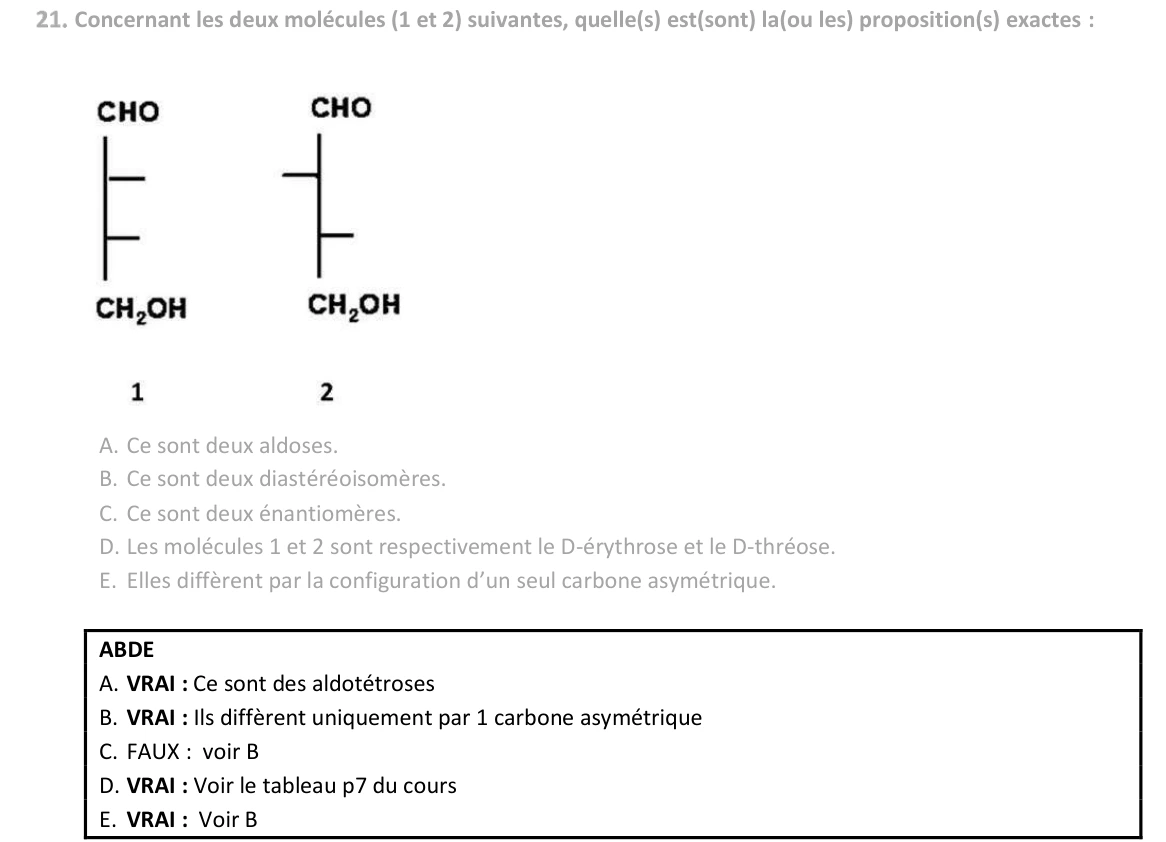 21. Concernant les deux molécules (1 et 2) suivantes, quelle(s) est(sont) la(ou les) proposition(s) exactes :
CHO CHO
CH₂OH CH₂OH
1 2
A. Ce sont deux aldoses.
B. Ce sont deux diastéréoisomères.
C. Ce sont deux énantiomères.
D. Les molécules 1 et 2 sont respectivement le D-érythrose et le D-thréose.
E. Elles diffèrent par la configuration d’un seul carbone asymétrique.
ABDE
A. VRAI : Ce sont des aldotétroses
B. VRAI : Ils diffèrent uniquement par 1 carbone asymétrique
C. FAUX : voir B
D. VRAI : Voir le tableau p7 du cours
E. VRAI : Voir B